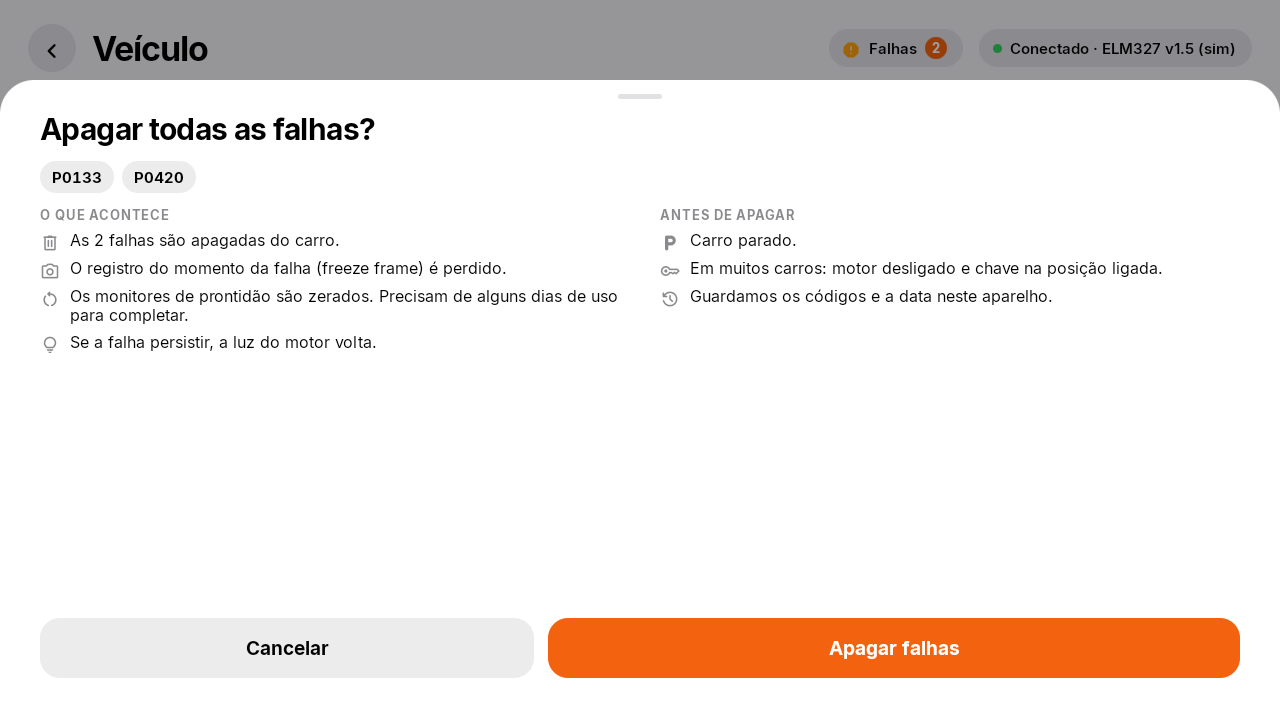 Veículo
Falhas 2
Conectado · ELM327 v1.5 (sim)
Apagar todas as falhas?
P0133 P0420
O QUE ACONTECE
As 2 falhas são apagadas do carro.
O registro do momento da falha (freeze frame) é perdido.
Os monitores de prontidão são zerados. Precisam de alguns dias de uso
para completar.
Se a falha persistir, a luz do motor volta.
ANTES DE APAGAR
Carro parado.
Em muitos carros: motor desligado e chave na posição ligada.
Guardamos os códigos e a data neste aparelho.
Cancelar
Apagar falhas